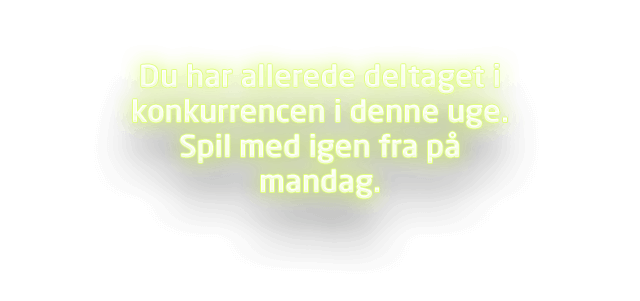 Du har allerede deltaget i
konkurrencen i denne uge.
Spil med igen fra på
mandag.